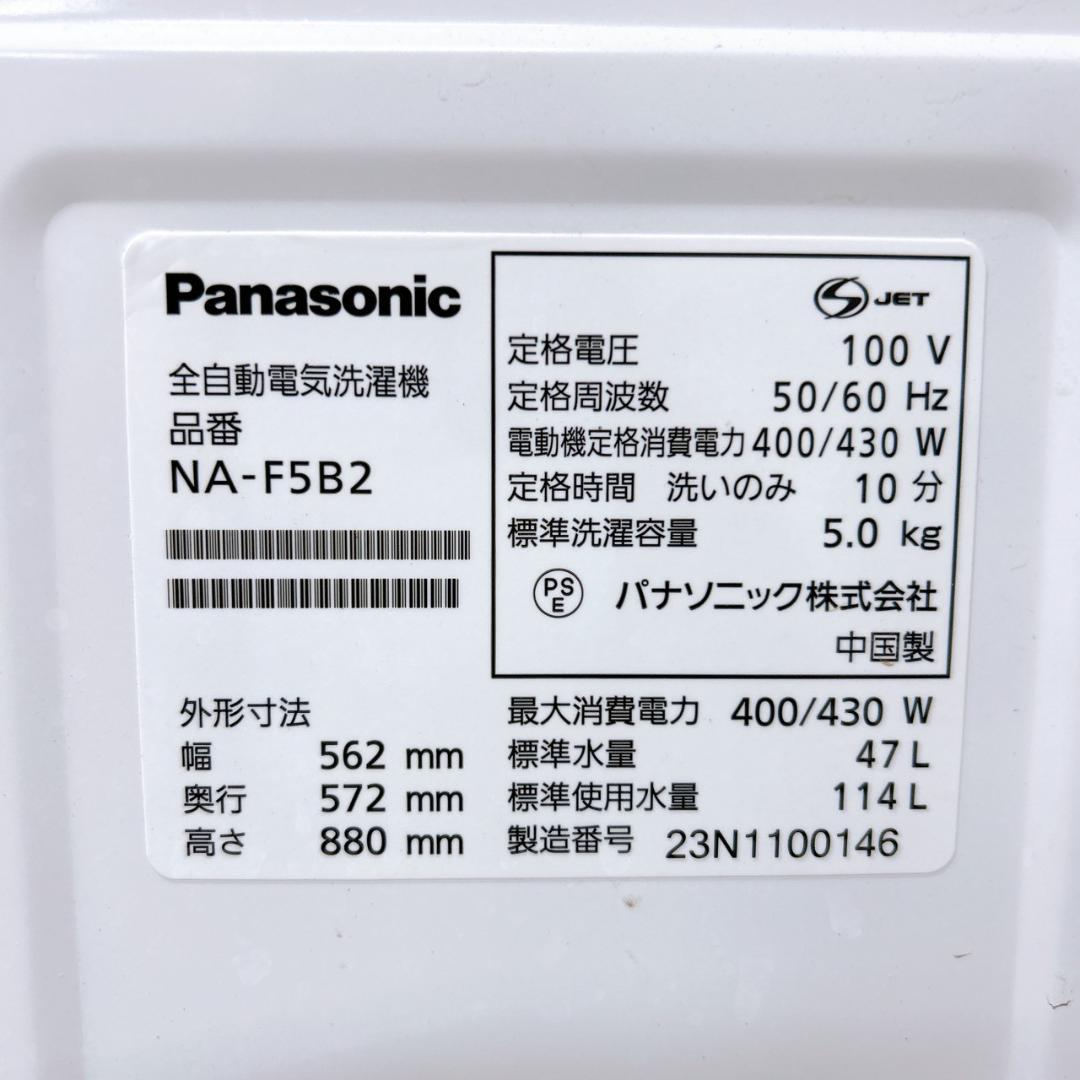 Panasonic
全自動電気洗濯機
品番
NA-F5B2
S JET
定格電圧 100 V
定格周波数 50/60 Hz
電動機定格消費電力 400/430 W
定格時間 洗いのみ 10 分
標準洗濯容量 5.0 kg
PSE パナソニック株式会社
中国製
外形寸法
幅 562 mm
奥行 572 mm
高さ 880 mm
最大消費電力 400/430 W
標準水量 47 L
標準使用水量 114 L
製造番号 23N1100146